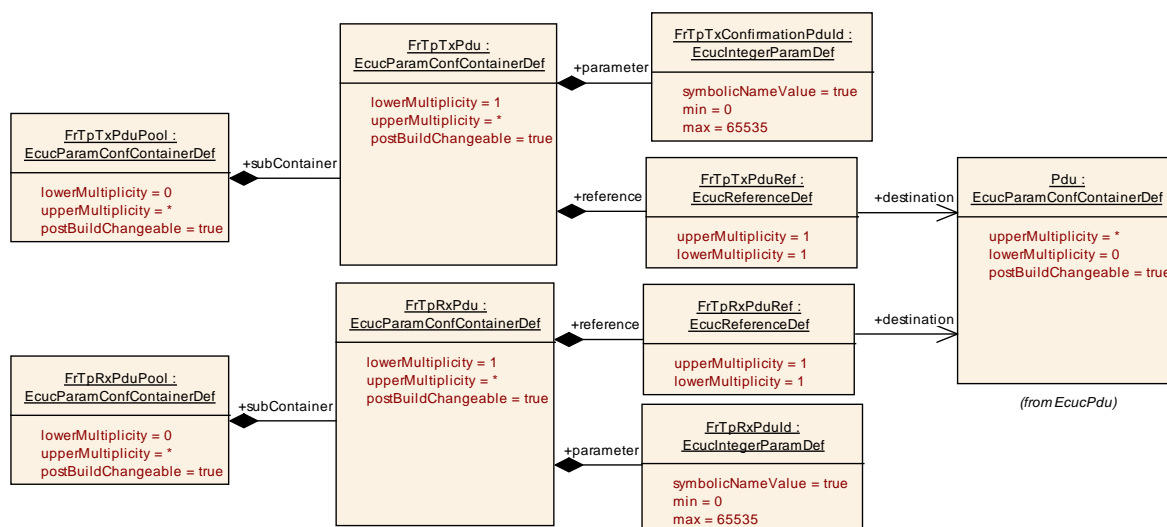 FrTpTxPduPool :
EcucParamConfContainerDef
lowerMultiplicity = 0
upperMultiplicity = *
postBuildChangeable = true
+subContainer
FrTpTxPdu :
EcucParamConfContainerDef
lowerMultiplicity = 1
upperMultiplicity = *
postBuildChangeable = true
+parameter
FrTpTxConfirmationPduId :
EcucIntegerParamDef
symbolicNameValue = true
min = 0
max = 65535
+reference
FrTpTxPduRef :
EcucReferenceDef
upperMultiplicity = 1
lowerMultiplicity = 1
+destination
Pdu :
EcucParamConfContainerDef
upperMultiplicity = *
lowerMultiplicity = 0
postBuildChangeable = true
(from EcucPdu)
FrTpRxPduPool :
EcucParamConfContainerDef
lowerMultiplicity = 0
upperMultiplicity = *
postBuildChangeable = true
+subContainer
FrTpRxPdu :
EcucParamConfContainerDef
lowerMultiplicity = 1
upperMultiplicity = *
postBuildChangeable = true
+reference
FrTpRxPduRef :
EcucReferenceDef
upperMultiplicity = 1
lowerMultiplicity = 1
+destination
+parameter
FrTpRxPduId :
EcucIntegerParamDef
symbolicNameValue = true
min = 0
max = 65535